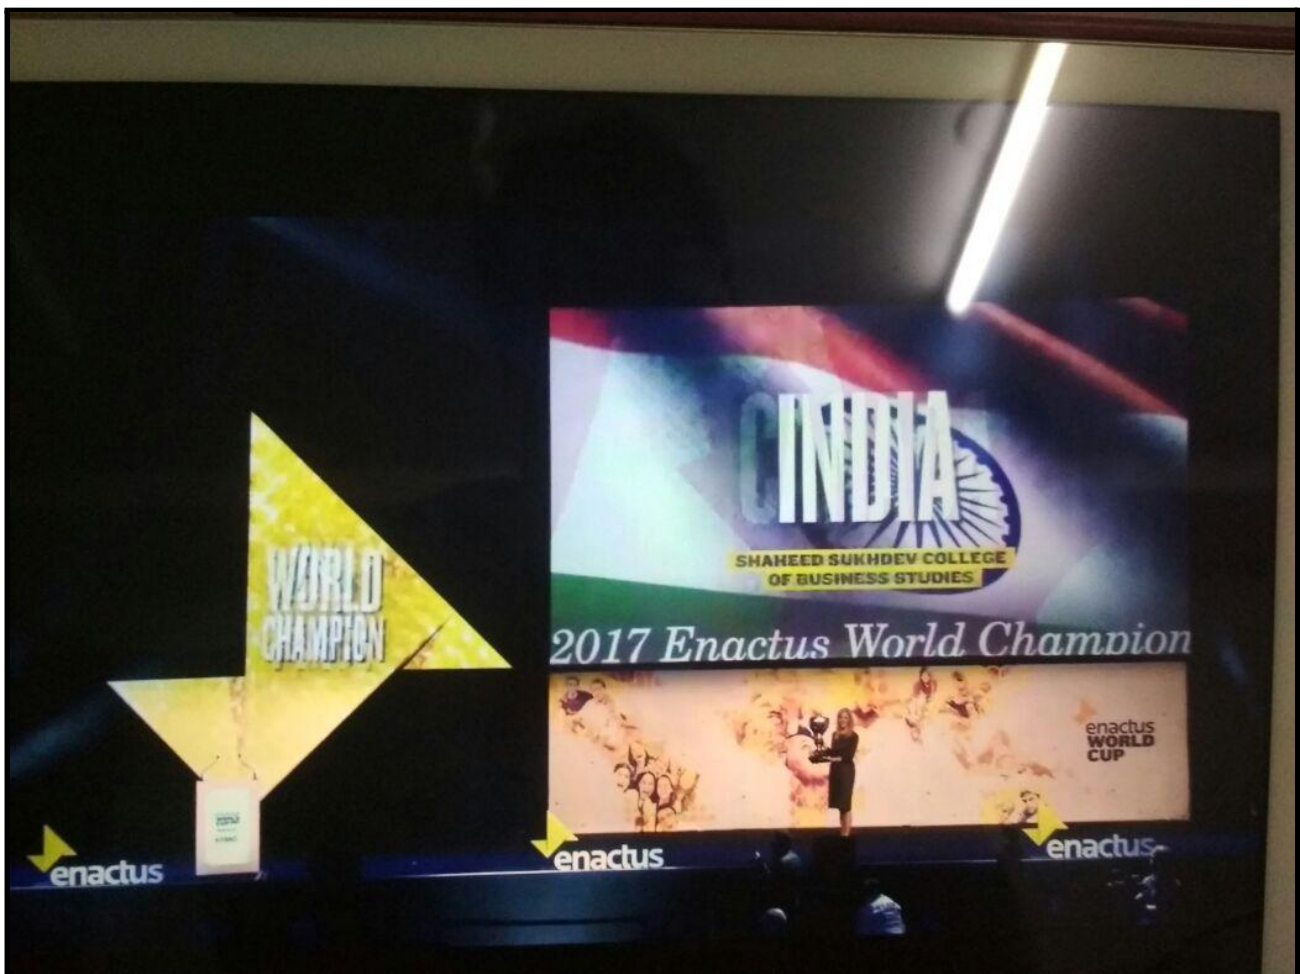 WORLD
CHAMPION
INDIA
SHAHEED SUKHDEV COLLEGE
OF BUSINESS STUDIES
2017 Enactus World Champion
enactus
WORLD
CUP
enactus
enactus
enactus